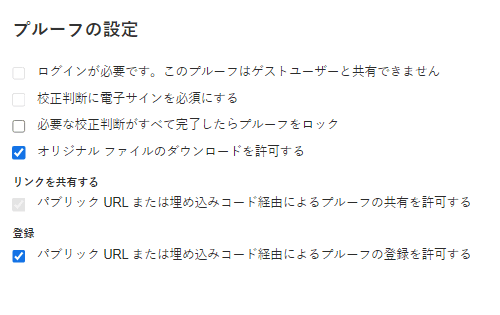 プルーフの設定
ログインが必要です。このプルーフはゲストユーザーと共有できません
校正判断に電子サインを必須にする
必要な校正判断がすべて完了したらプルーフをロック
オリジナル ファイルのダウンロードを許可する
リンクを共有する
パブリック URL または埋め込みコード経由によるプルーフの共有を許可する
登録
パブリック URL または埋め込みコード経由によるプルーフの登録を許可する